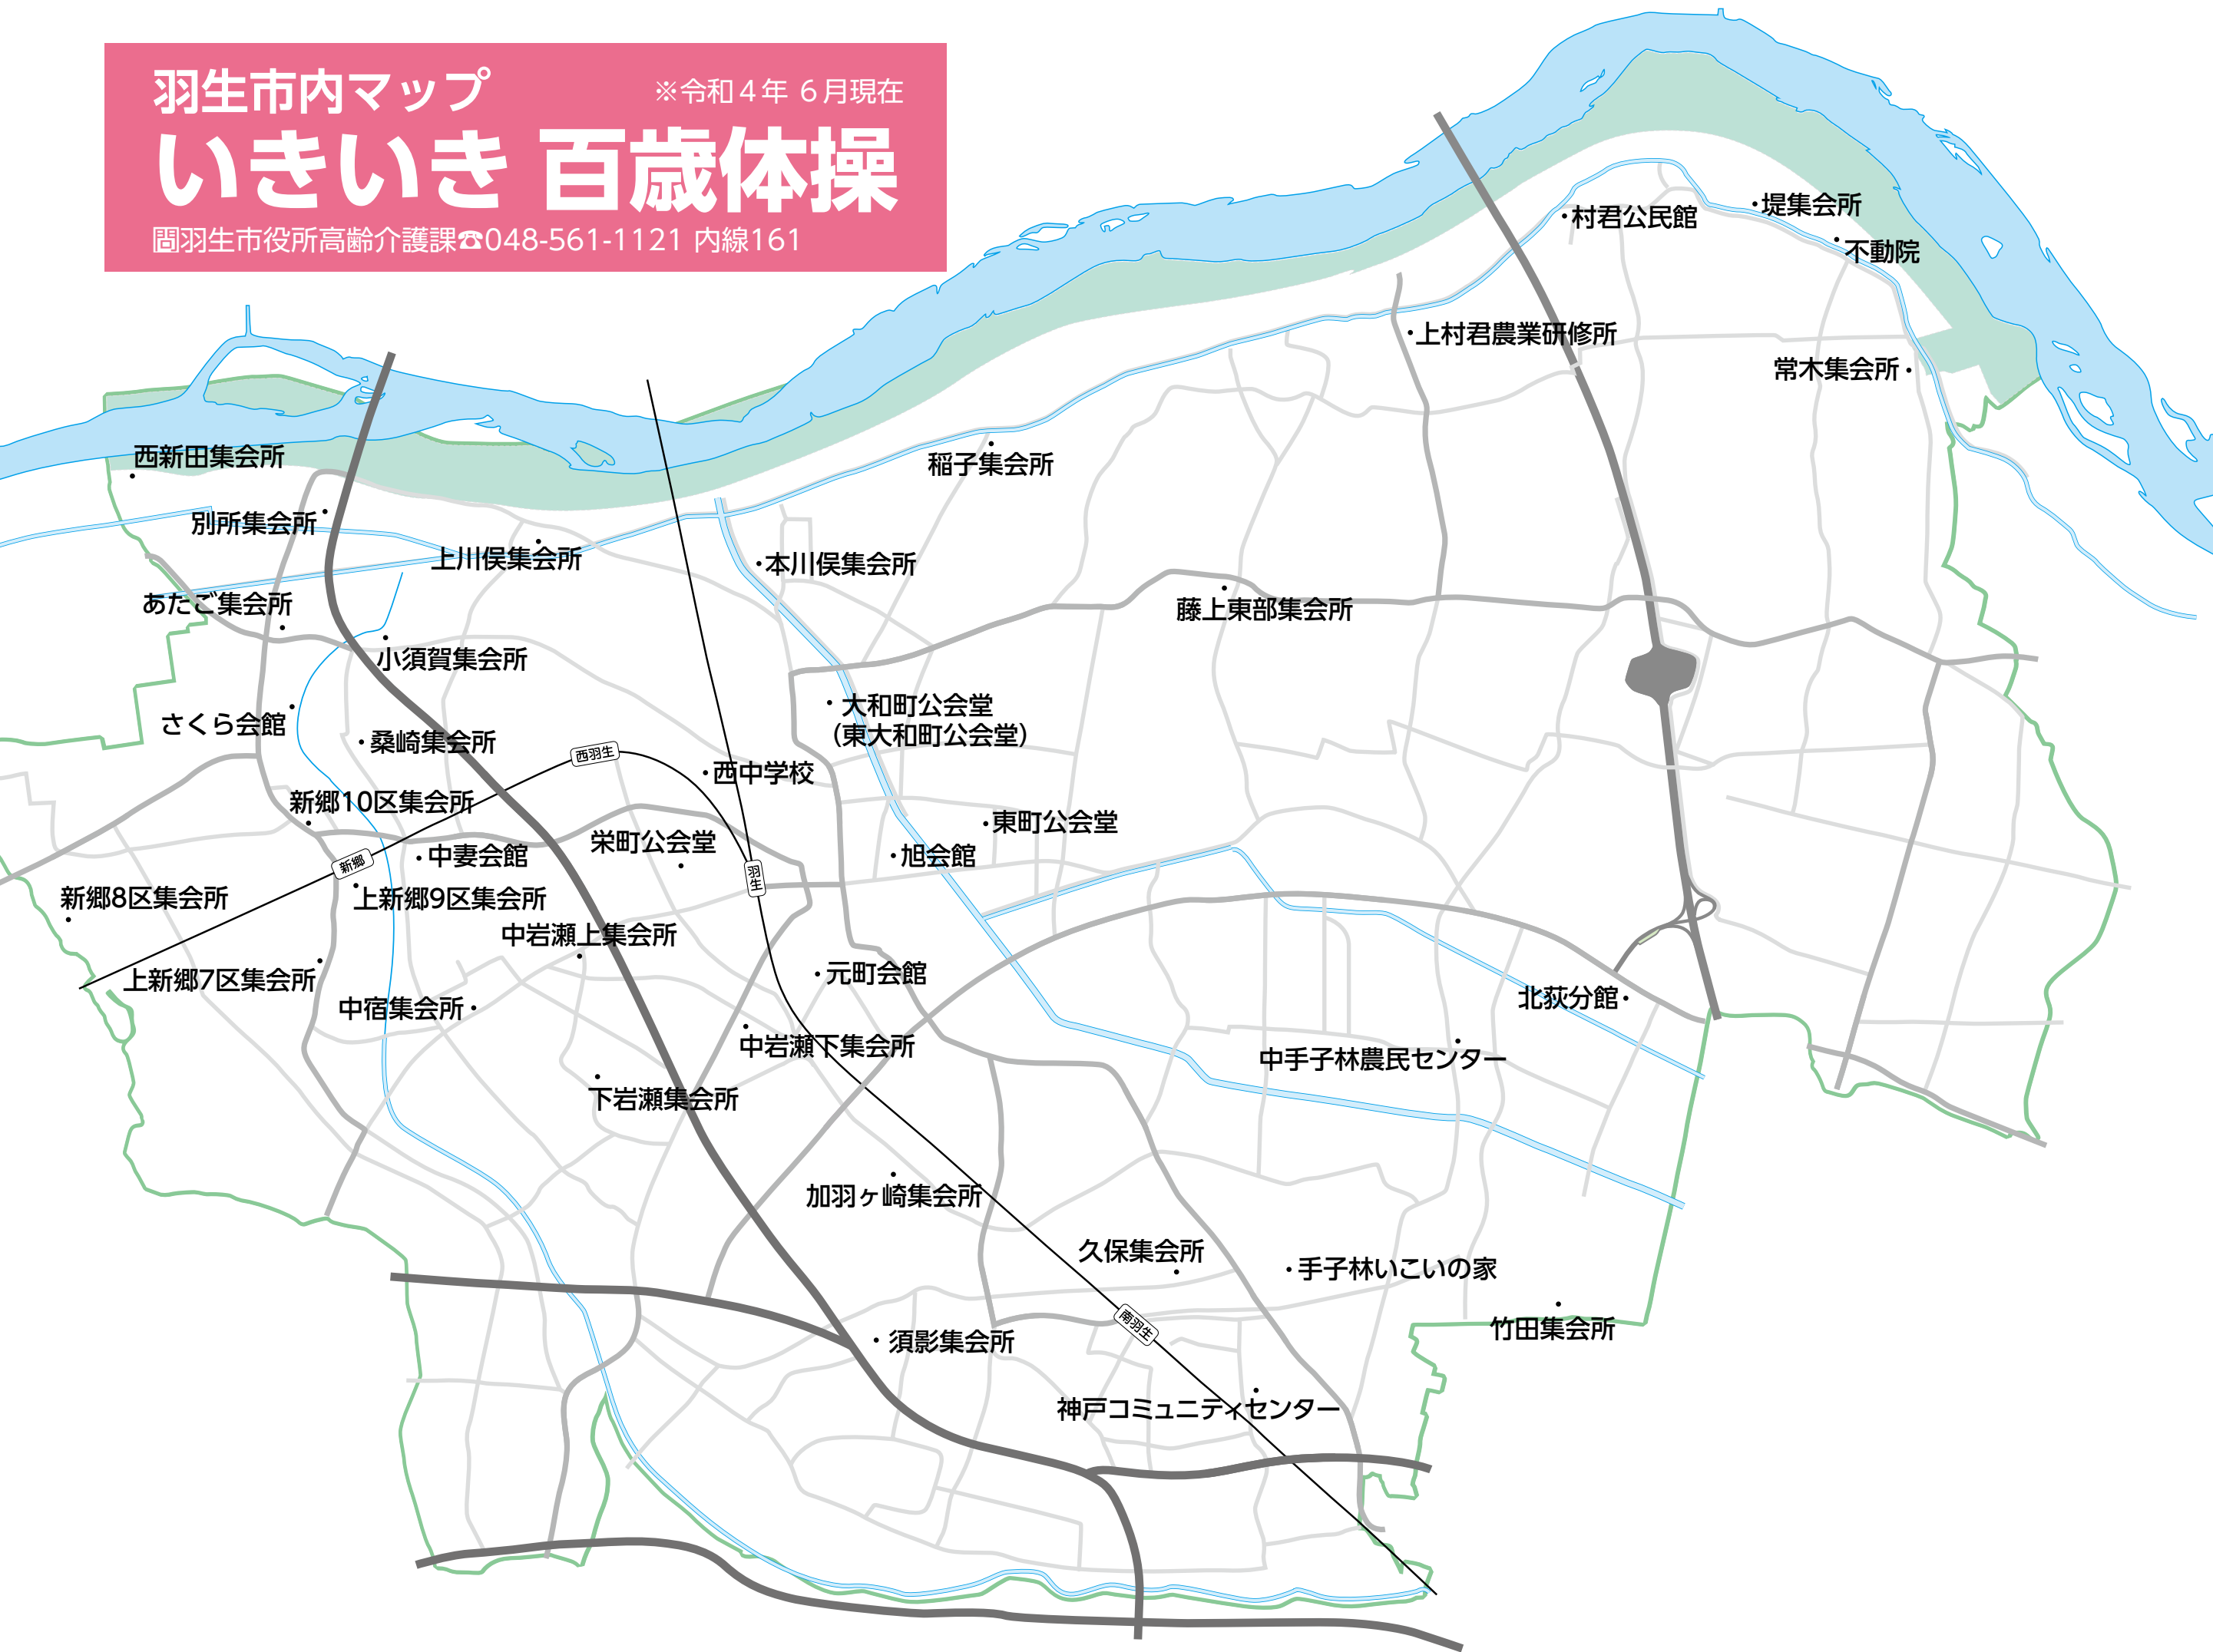 羽生市内マップ
※令和４年 ６月現在
いきいき 百歳体操
問羽生市役所高齢介護課☎048-561-1121 内線161
村君公民館
堤集会所
不動院
上村君農業研修所
常木集会所
西新田集会所
稲子集会所
別所集会所
上川俣集会所
本川俣集会所
あたご集会所
藤上東部集会所
小須賀集会所
大和町公会堂
（東大和町公会堂）
さくら会館
桑崎集会所
西羽生
西中学校
新郷10区集会所
東町公会堂
栄町公会堂
旭会館
中妻会館
新郷
羽生
新郷8区集会所
上新郷9区集会所
中岩瀬上集会所
元町会館
上新郷7区集会所
中宿集会所
北荻分館
中岩瀬下集会所
中手子林農民センター
下岩瀬集会所
加羽ヶ崎集会所
久保集会所
手子林いこいの家
南羽生
竹田集会所
須影集会所
神戸コミュニティセンター